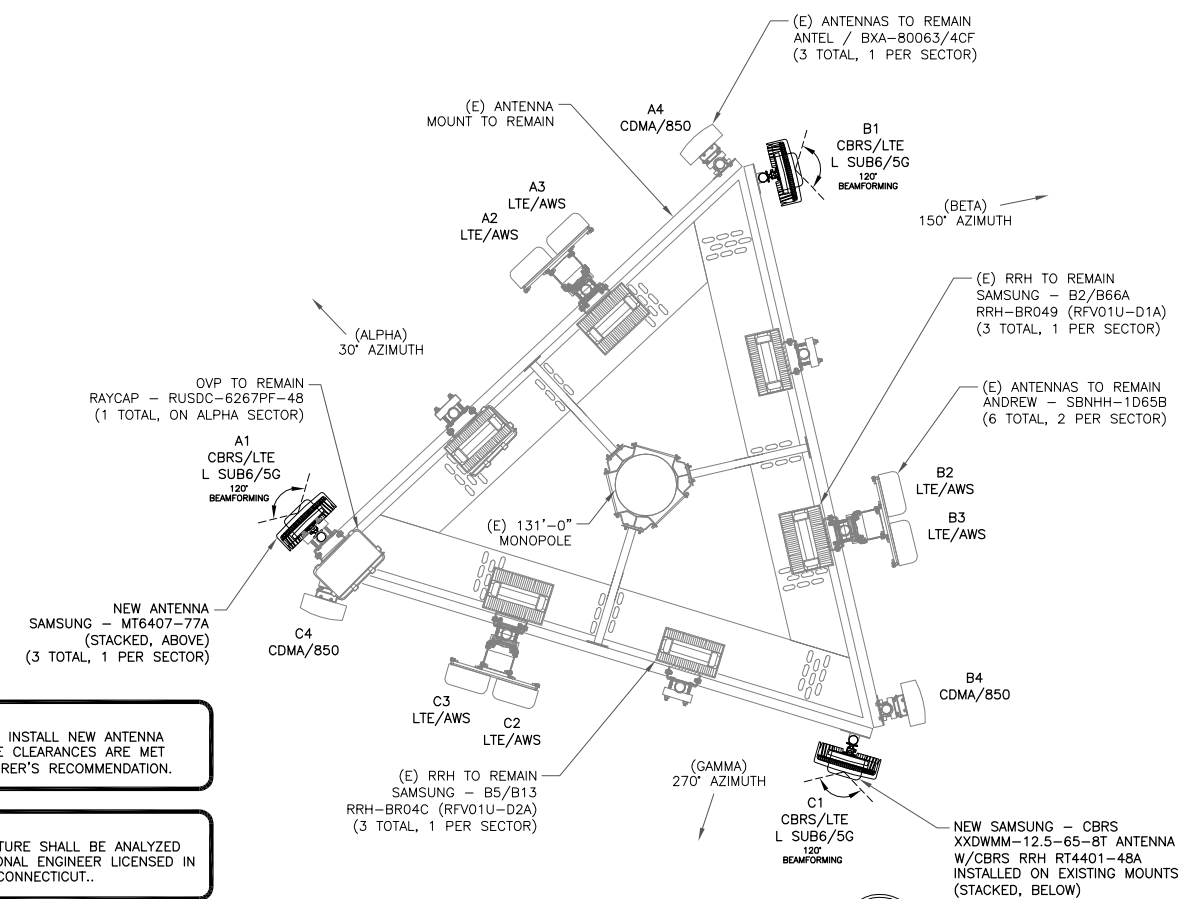 (E) ANTENNAS TO REMAIN
ANTEL / BXA-80063/4CF
(3 TOTAL, 1 PER SECTOR)
(E) ANTENNA
MOUNT TO REMAIN
A4
CDMA/850
B1
CBRS/LTE
L SUB6/5G
120°
BEAMFORMING
A3
LTE/AWS
A2
LTE/AWS
(BETA)
150° AZIMUTH
(E) RRH TO REMAIN
SAMSUNG - B2/B66A
RRH-BR049 (RFV01U-D1A)
(3 TOTAL, 1 PER SECTOR)
(ALPHA)
30° AZIMUTH
OVP TO REMAIN
RAYCAP - RUSDC-6267PF-48
(1 TOTAL, ON ALPHA SECTOR)
(E) ANTENNAS TO REMAIN
ANDREW - SBNHH-1D65B
(6 TOTAL, 2 PER SECTOR)
A1
CBRS/LTE
L SUB6/5G
120°
BEAMFORMING
B2
LTE/AWS
B3
LTE/AWS
(E) 131'-0"
MONOPOLE
NEW ANTENNA
SAMSUNG - MT6407-77A
(STACKED, ABOVE)
(3 TOTAL, 1 PER SECTOR)
C4
CDMA/850
B4
CDMA/850
C3
LTE/AWS
C2
LTE/AWS
INSTALL NEW ANTENNA
E CLEARANCES ARE MET
RER'S RECOMMENDATION.
(E) RRH TO REMAIN
SAMSUNG - B5/B13
RRH-BR04C (RFV01U-D2A)
(3 TOTAL, 1 PER SECTOR)
(GAMMA)
270° AZIMUTH
C1
CBRS/LTE
L SUB6/5G
120°
BEAMFORMING
TURE SHALL BE ANALYZED
ONAL ENGINEER LICENSED IN
CONNECTICUT..
NEW SAMSUNG - CBRS
XXDWMM-12.5-65-8T ANTENNA
W/CBRS RRH RT4401-48A
INSTALLED ON EXISTING MOUNTS
(STACKED, BELOW)